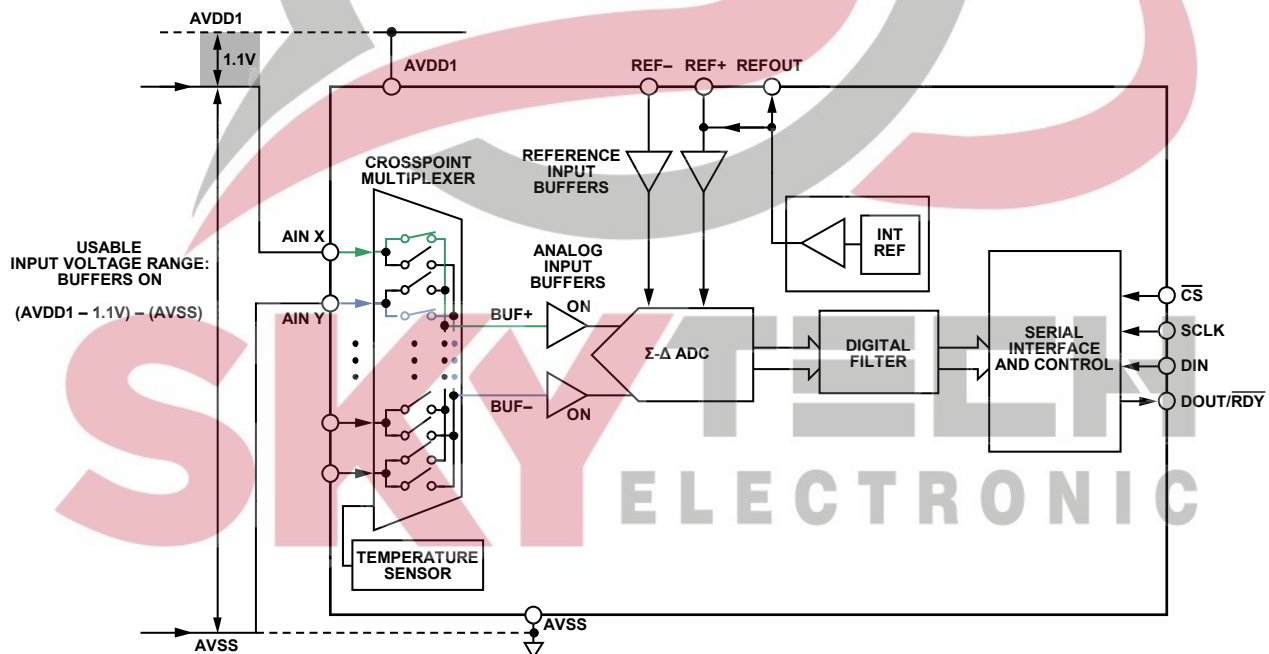 AVDD1
1.1V
AVDD1
REF–
REF+
REFOUT
CROSSPOINT
MULTIPLEXER
REFERENCE
INPUT
BUFFERS
INT
REF
USABLE
INPUT VOLTAGE RANGE:
BUFFERS ON
(AVDD1 – 1.1V) – (AVSS)
AIN X
AIN Y
ANALOG
INPUT
BUFFERS
BUF+
ON
BUF–
ON
Σ-Δ ADC
DIGITAL
FILTER
SERIAL
INTERFACE
AND CONTROL
C̅S̅
SCLK
DIN
DOUT/R̅D̅Y̅
TEMPERATURE
SENSOR
AVSS
AVSS
SKYTECH
ELECTRONIC